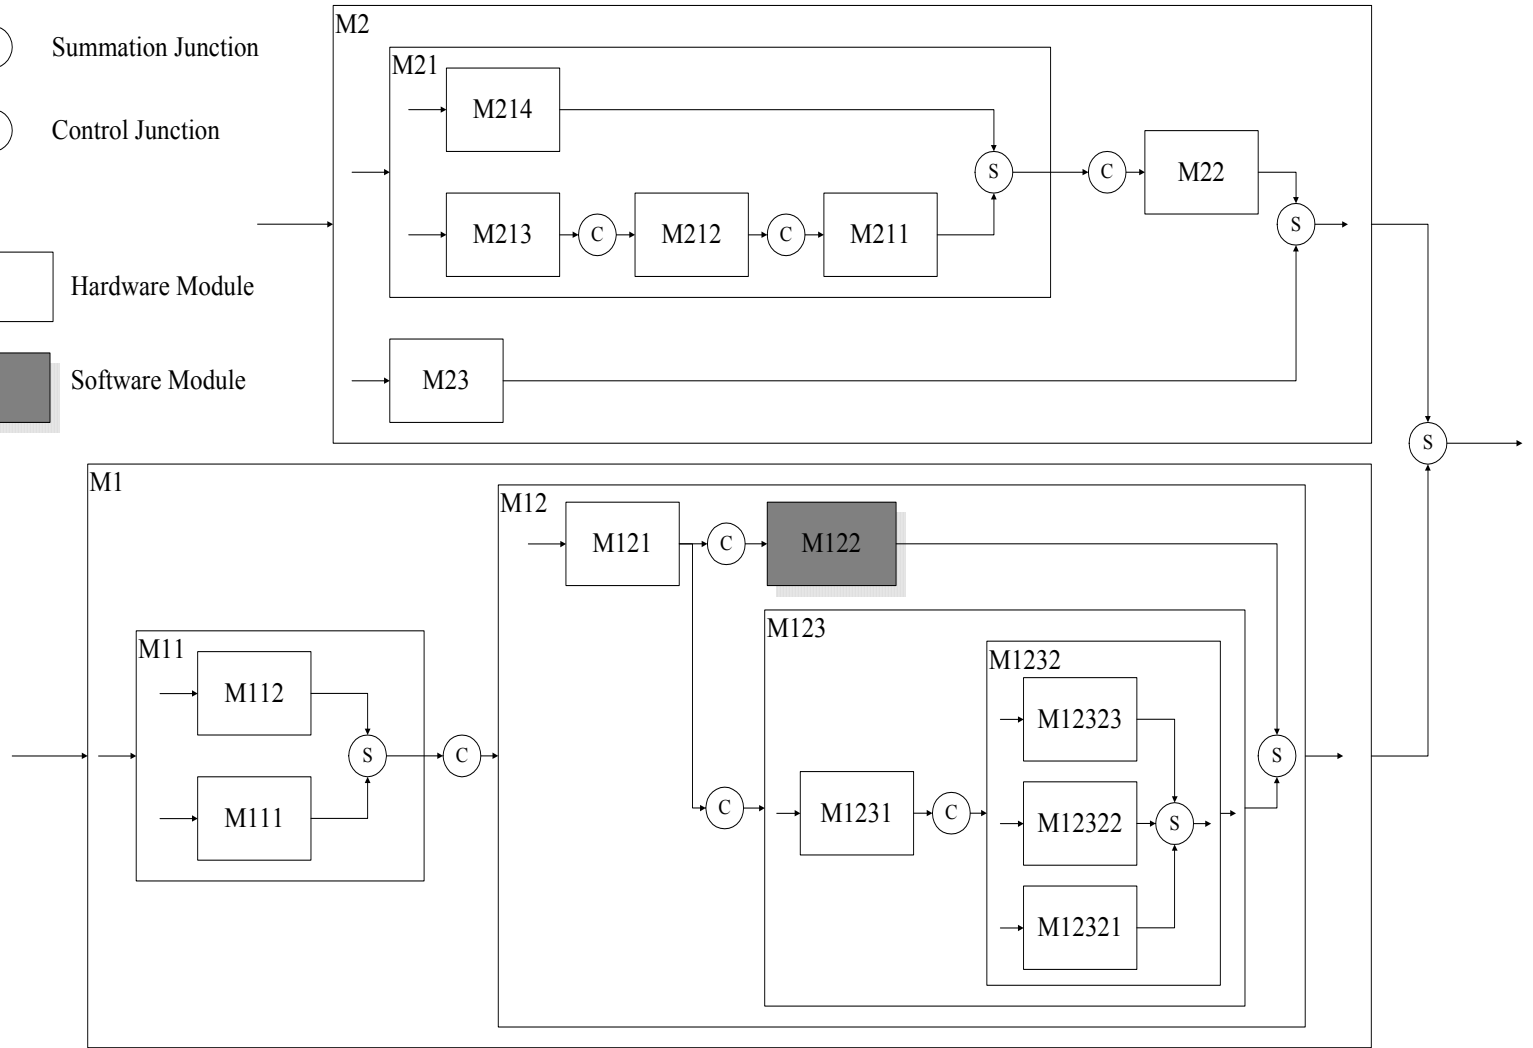 Summation Junction
Control Junction
Hardware Module
Software Module
M2
M21
M214
S
C
M22
M213
C
M212
C
M211
S
M23
S
M1
M12
M121
C
M122
M123
M11
M1232
M112
M12323
S
C
S
M111
C
M1231
C
M12322
S
M12321